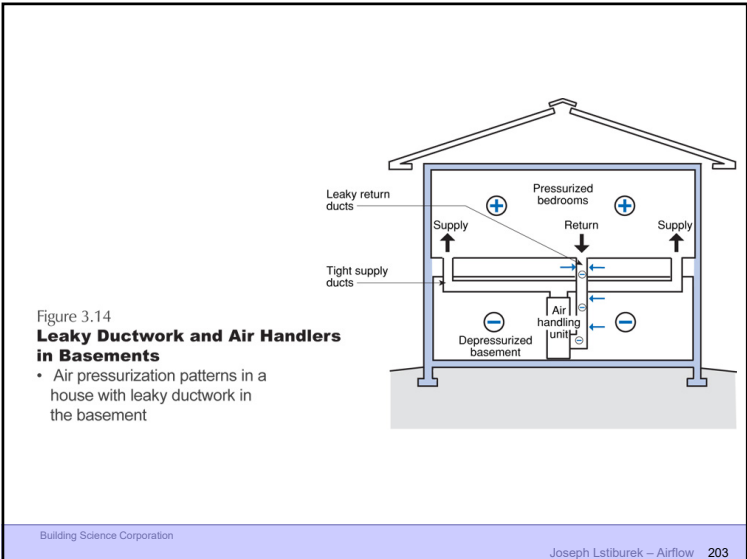 Leaky return
ducts
Pressurized
bedrooms
+
+
Supply
Return
Supply
Tight supply
ducts
Air
handling
unit
Depressurized
basement
Figure 3.14
Leaky Ductwork and Air Handlers
in Basements
• Air pressurization patterns in a
house with leaky ductwork in
the basement
Building Science Corporation
Joseph Lstiburek – Airflow 203